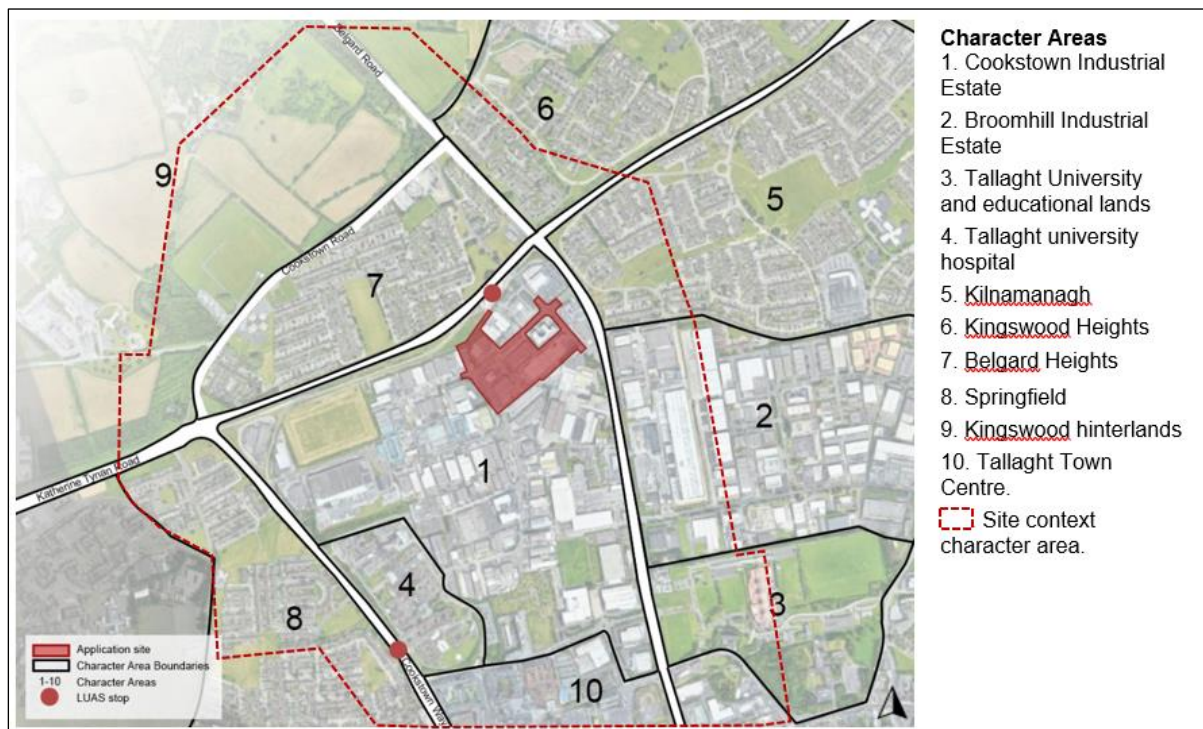 Belgard Road
6
9
5
Cookstown Road
7
2
1
Katherine Tynan Road
4
3
8
Cookstown Way
10
Application site
Character Area Boundaries
1-10 Character Areas
LUAS stop
Character Areas
1. Cookstown Industrial
Estate
2. Broomhill Industrial
Estate
3. Tallaght University
and educational lands
4. Tallaght university
hospital
5. Kilnamanagh
6. Kingswood Heights
7. Belgard Heights
8. Springfield
9. Kingswood hinterlands
10. Tallaght Town
Centre.
Site context
character area.